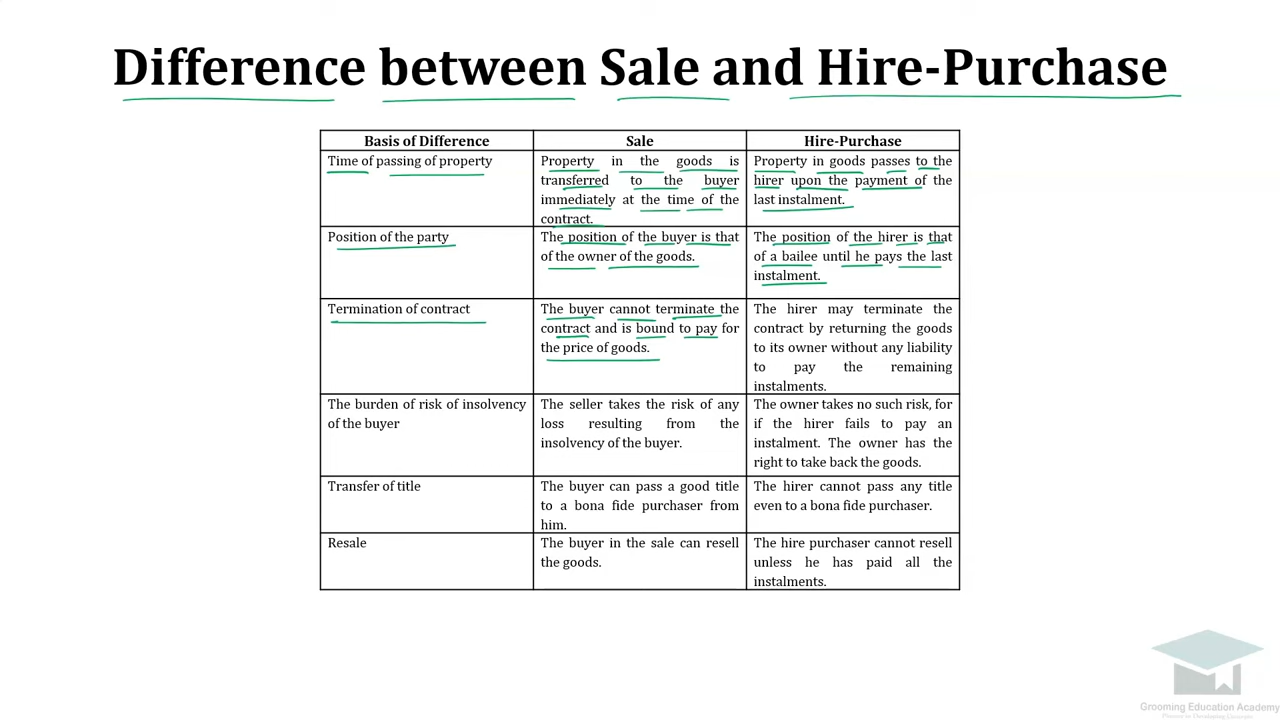 Difference between Sale and Hire-Purchase
Basis of Difference
Sale
Hire-Purchase
Time of passing of property
Property in the goods is
transferred to the buyer
immediately at the time of the
contract.
Property in goods passes to the
hirer upon the payment of the
last instalment.
Position of the party
The position of the buyer is that
of the owner of the goods.
The position of the hirer is that
of a bailee until he pays the last
instalment.
Termination of contract
The buyer cannot terminate the
contract and is bound to pay for
the price of goods.
The hirer may terminate the
contract by returning the goods
to its owner without any liability
to pay the remaining
instalments.
The burden of risk of insolvency
of the buyer
The seller takes the risk of any
loss resulting from the
insolvency of the buyer.
The owner takes no such risk, for
if the hirer fails to pay an
instalment. The owner has the
right to take back the goods.
Transfer of title
The buyer can pass a good title
to a bona fide purchaser from
him.
The hirer cannot pass any title
even to a bona fide purchaser.
Resale
The buyer in the sale can resell
the goods.
The hire purchaser cannot resell
unless he has paid all the
instalments.
Grooming Education Academy